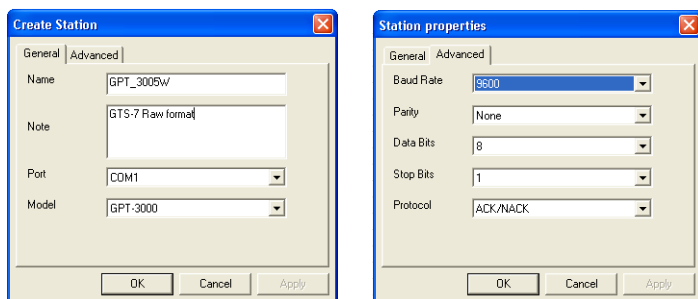 Create Station
General Advanced
Name GPT_3005W
Note GTS-7 Raw format
Port COM1
Model GPT-3000
OK Cancel Apply
Station properties
General Advanced
Baud Rate 9600
Parity None
Data Bits 8
Stop Bits 1
Protocol ACK/NACK
OK Cancel Apply